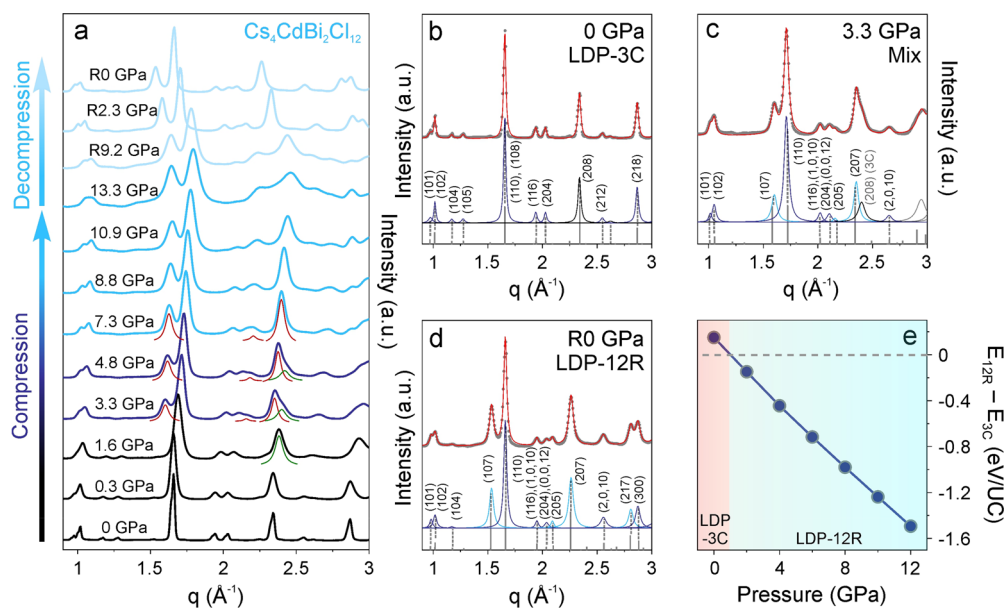 a
Cs4CdBi2Cl12
Decompression
Compression
R0 GPa
R2.3 GPa
R9.2 GPa
13.3 GPa
10.9 GPa
8.8 GPa
7.3 GPa
4.8 GPa
3.3 GPa
1.6 GPa
0.3 GPa
0 GPa
Intensity (a.u.)
1 1.5 2 2.5 3
q (Å-1)
b
0 GPa
LDP-3C
Intensity (a.u.)
(101)
(102)
(104)
(105)
(110), (108)
(116)
(204)
(208)
(212)
(218)
1 1.5 2 2.5 3
q (Å-1)
c
3.3 GPa
Mix
Intensity (a.u.)
(101)
(102)
(107)
(110)
(116),(1,0,10)
(204),(0,0,12)
(205)
(207)
(208) (3C)
(2,0,10)
1 1.5 2 2.5 3
q (Å-1)
d
R0 GPa
LDP-12R
Intensity (a.u.)
(101)
(102)
(104)
(107)
(110)
(116),(1,0,10)
(204),(0,0,12)
(205)
(207)
(2,0,10)
(217)
(300)
1 1.5 2 2.5 3
q (Å-1)
e
E12R – E3C (eV/UC)
0
-0.4
-0.8
-1.2
-1.6
LDP
-3C
LDP-12R
0 2 4 6 8 10 12
Pressure (GPa)